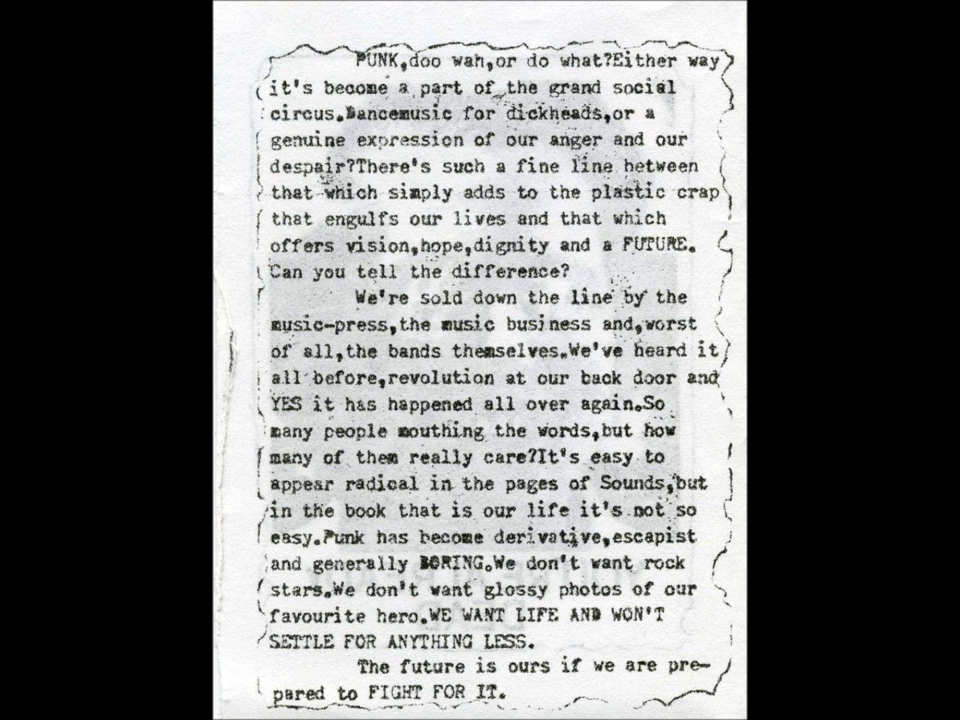 PUNK,doo wah,or do what?Either way
it's become a part of the grand social
circus.Dancemusic for dickheads,or a
genuine expression of our anger and our
despair?There's such a fine line between
that which simply adds to the plastic crap
that engulfs our lives and that which
offers vision,hope,dignity and a FUTURE.
Can you tell the difference?
We're sold down the line by the
music-press,the music business and,worst
of all,the bands themselves.We've heard it
all before,revolution at our back door and
YES it has happened all over again.So
many people mouthing the words,but how
many of them really care?It's easy to
appear radical in the pages of Sounds,but
in the book that is our life it's not so
easy.Punk has become derivative,escapist
and generally BORING.We don't want rock
stars.We don't want glossy photos of our
favourite hero.WE WANT LIFE AND WON'T
SETTLE FOR ANYTHING LESS.
The future is ours if we are pre-
pared to FIGHT FOR IT.